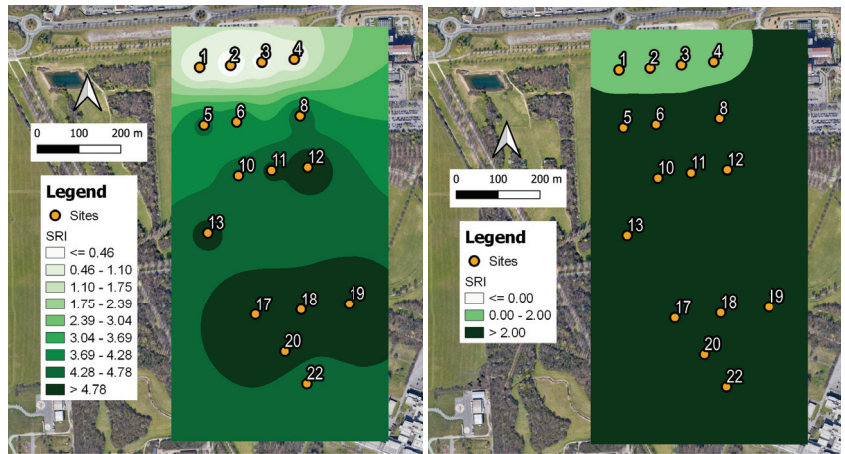 1 2 3 4
5 6 8
10 11 12
13
17 18 19
20
22
0 100 200 m
Legend
Sites
SRI
<= 0.46
0.46 - 1.10
1.10 - 1.75
1.75 - 2.39
2.39 - 3.04
3.04 - 3.69
3.69 - 4.28
4.28 - 4.78
> 4.78
1 2 3 4
5 6 8
10 11 12
13
17 18 19
20
22
0 100 200 m
Legend
Sites
SRI
<= 0.00
0.00 - 2.00
> 2.00